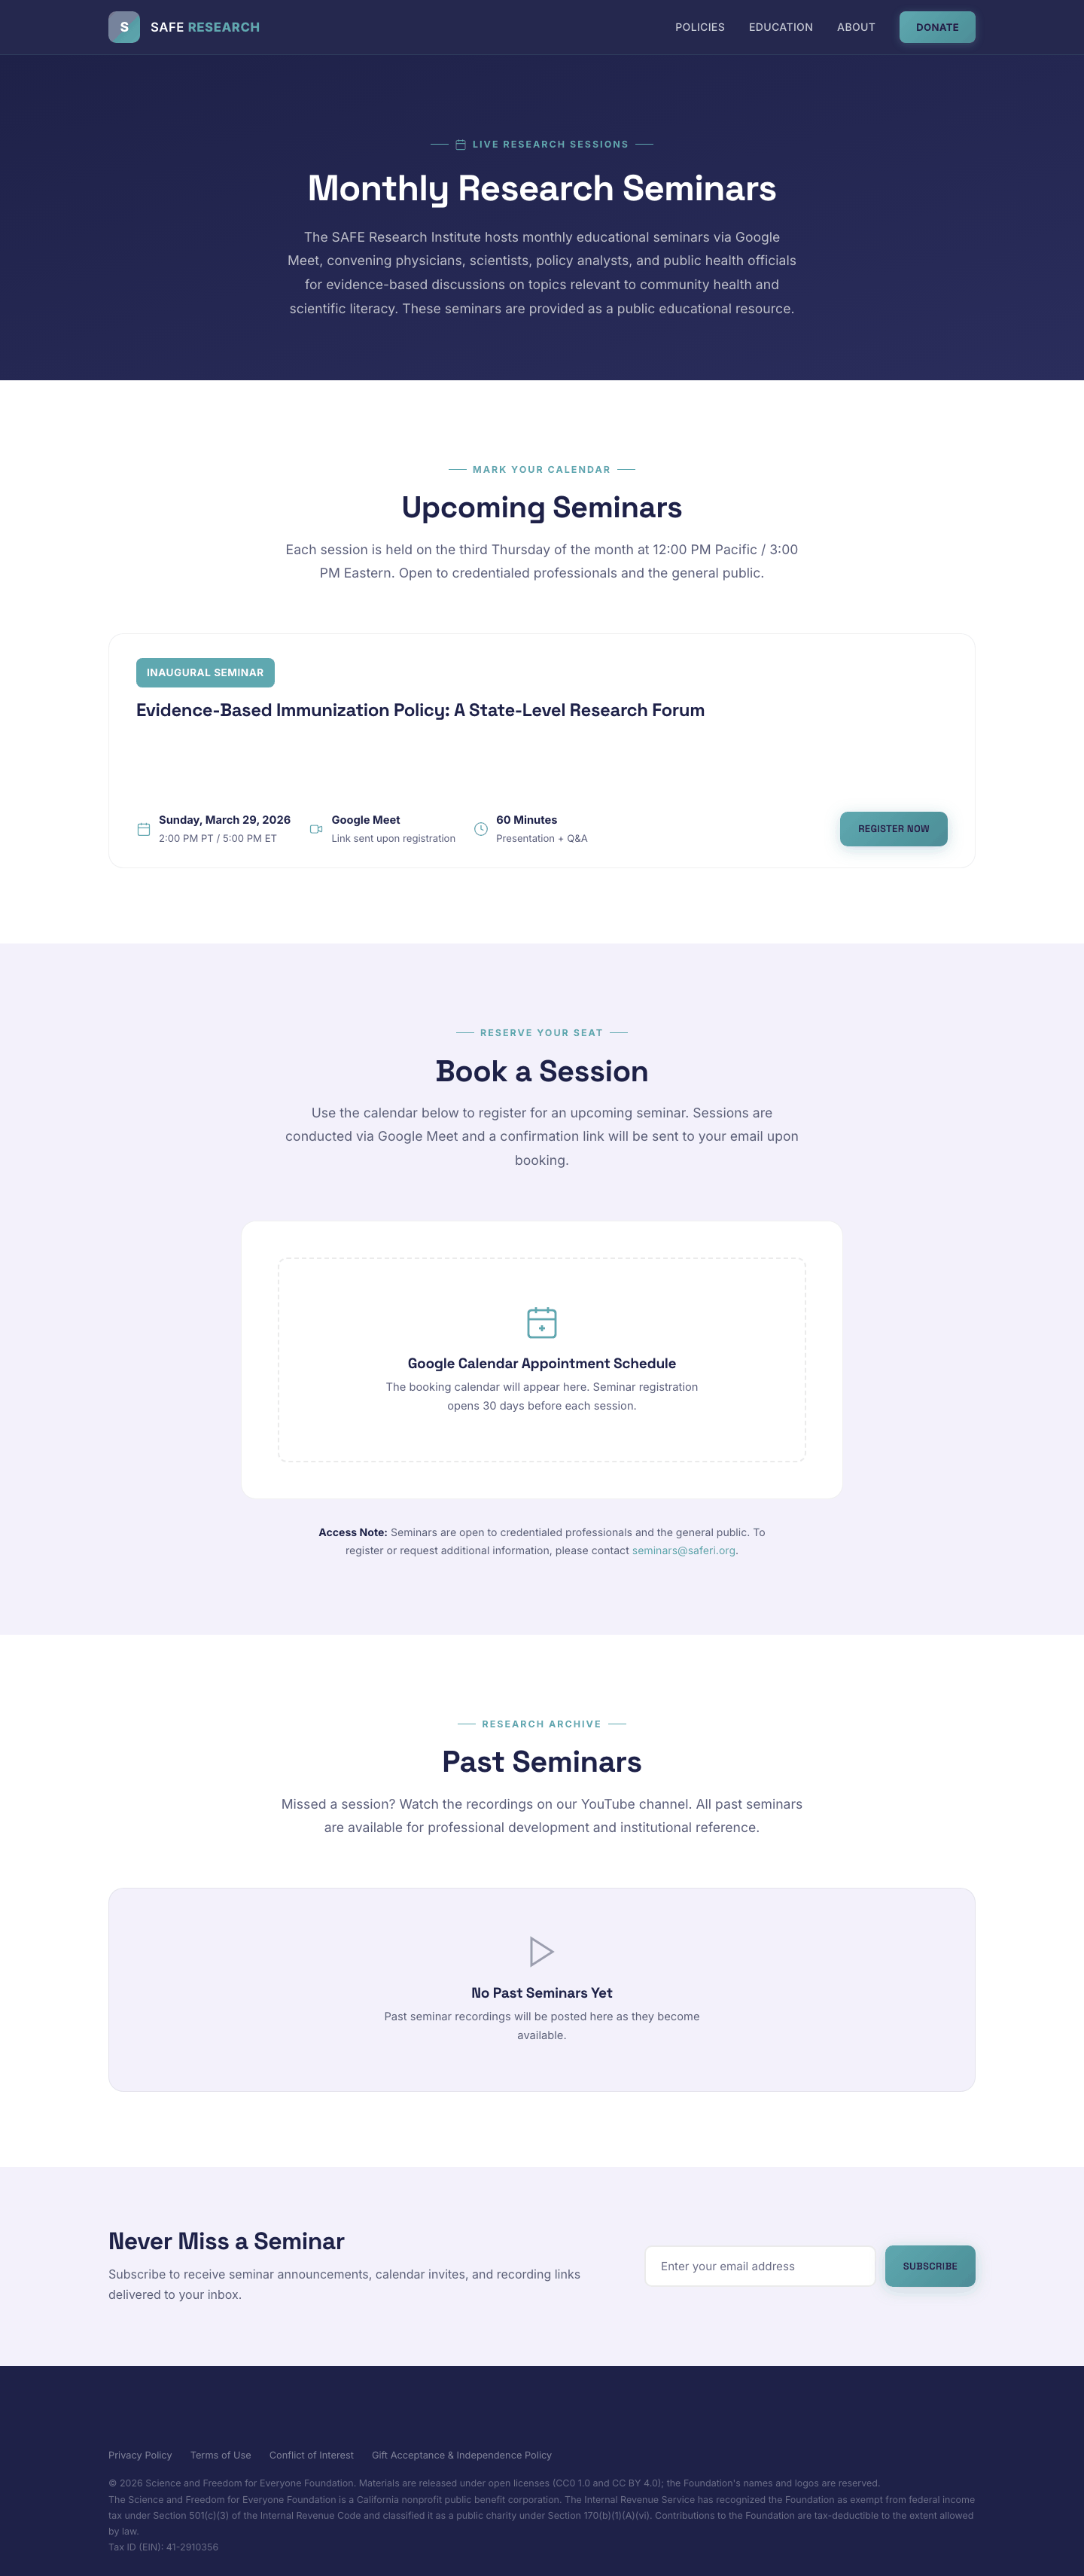 S SAFE RESEARCH POLICIES EDUCATION ABOUT DONATE
LIVE RESEARCH SESSIONS
Monthly Research Seminars
The SAFE Research Institute hosts monthly educational seminars via Google
Meet, convening physicians, scientists, policy analysts, and public health officials
for evidence-based discussions on topics relevant to community health and
scientific literacy. These seminars are provided as a public educational resource.
MARK YOUR CALENDAR
Upcoming Seminars
Each session is held on the third Thursday of the month at 12:00 PM Pacific / 3:00
PM Eastern. Open to credentialed professionals and the general public.
INAUGURAL SEMINAR
Evidence-Based Immunization Policy: A State-Level Research Forum
Sunday, March 29, 2026
2:00 PM PT / 5:00 PM ET
Google Meet
Link sent upon registration
60 Minutes
Presentation + Q&A
REGISTER NOW
RESERVE YOUR SEAT
Book a Session
Use the calendar below to register for an upcoming seminar. Sessions are
conducted via Google Meet and a confirmation link will be sent to your email upon
booking.
Google Calendar Appointment Schedule
The booking calendar will appear here. Seminar registration
opens 30 days before each session.
Access Note: Seminars are open to credentialed professionals and the general public. To
register or request additional information, please contact seminars@saferi.org.
RESEARCH ARCHIVE
Past Seminars
Missed a session? Watch the recordings on our YouTube channel. All past seminars
are available for professional development and institutional reference.
No Past Seminars Yet
Past seminar recordings will be posted here as they become
available.
Never Miss a Seminar
Subscribe to receive seminar announcements, calendar invites, and recording links
delivered to your inbox.
Enter your email address
SUBSCRIBE
Privacy Policy Terms of Use Conflict of Interest Gift Acceptance & Independence Policy
© 2026 Science and Freedom for Everyone Foundation. Materials are released under open licenses (CC0 1.0 and CC BY 4.0); the Foundation's names and logos are reserved.
The Science and Freedom for Everyone Foundation is a California nonprofit public benefit corporation. The Internal Revenue Service has recognized the Foundation as exempt from federal income
tax under Section 501(c)(3) of the Internal Revenue Code and classified it as a public charity under Section 170(b)(1)(A)(vi). Contributions to the Foundation are tax-deductible to the extent allowed
by law.
Tax ID (EIN): 41-2910356